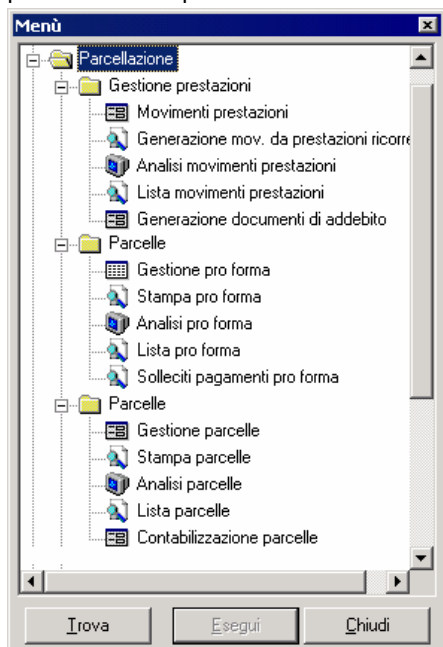 Menù
Parcellazione
Gestione prestazioni
Movimenti prestazioni
Generazione mov. da prestazioni ricorre
Analisi movimenti prestazioni
Lista movimenti prestazioni
Generazione documenti di addebito
Parcelle
Gestione pro forma
Stampa pro forma
Analisi pro forma
Lista pro forma
Solleciti pagamenti pro forma
Parcelle
Gestione parcelle
Stampa parcelle
Analisi parcelle
Lista parcelle
Contabilizzazione parcelle
Trova Esegui Chiudi